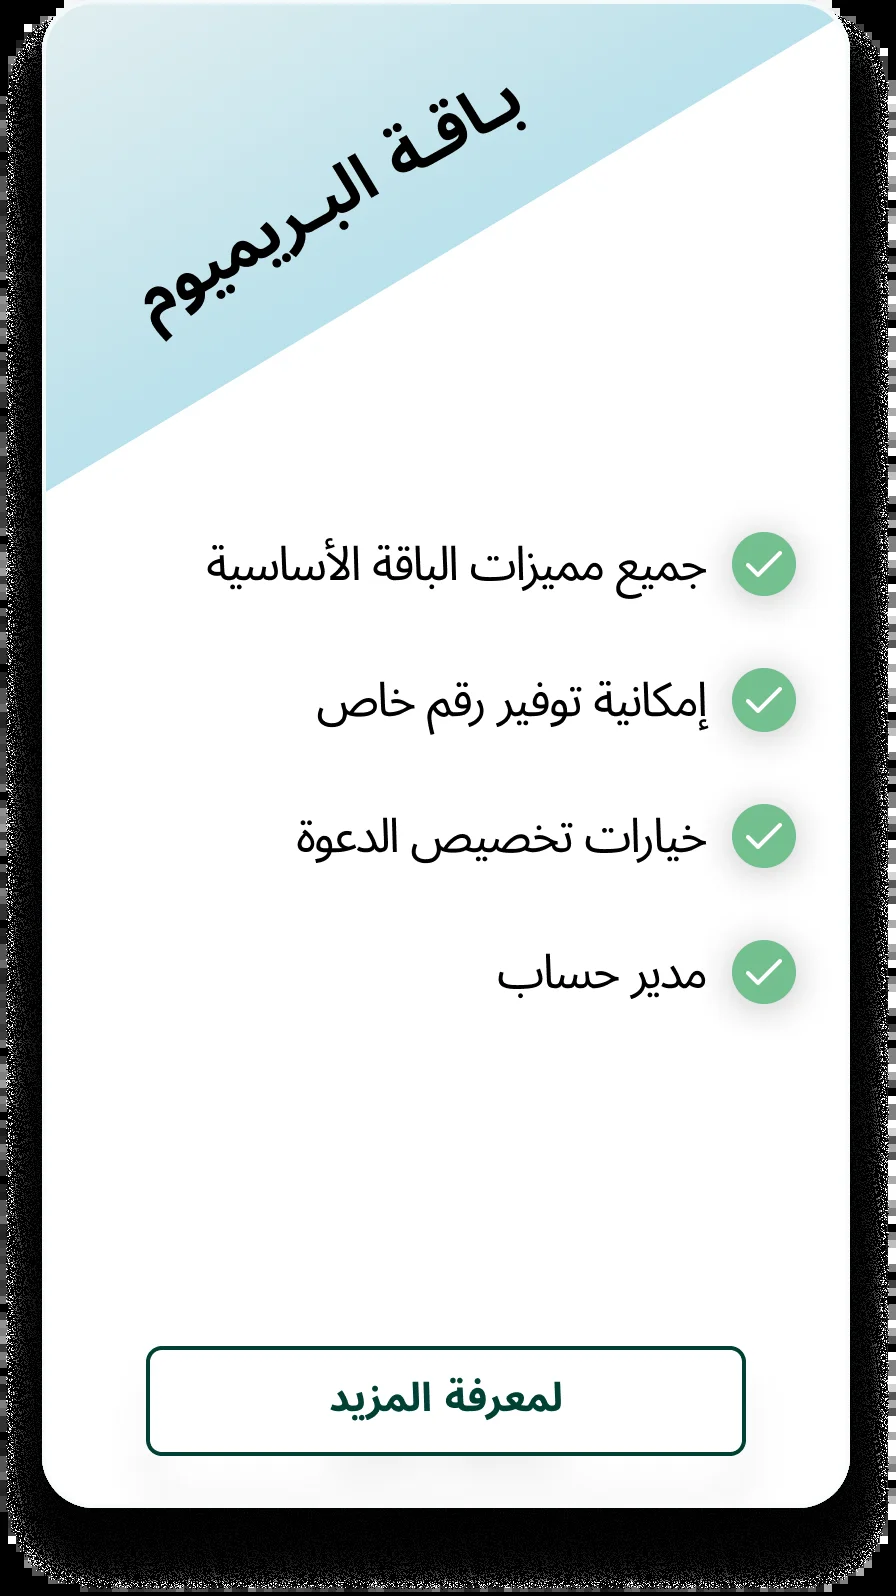 باقة البريميوم
جميع مميزات الباقة الأساسية
إمكانية توفير رقم خاص
خيارات تخصيص الدعوة
مدير حساب
لمعرفة المزيد